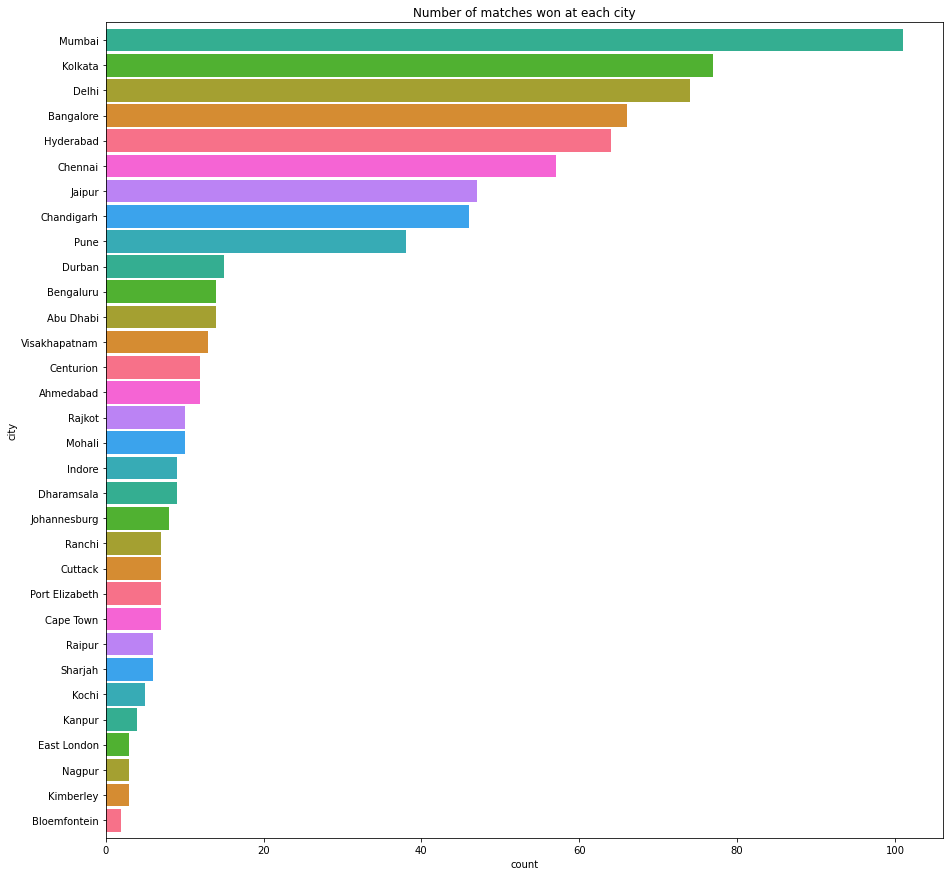 Number of matches won at each city
city
Mumbai
Kolkata
Delhi
Bangalore
Hyderabad
Chennai
Jaipur
Chandigarh
Pune
Durban
Bengaluru
Abu Dhabi
Visakhapatnam
Centurion
Ahmedabad
Rajkot
Mohali
Indore
Dharamsala
Johannesburg
Ranchi
Cuttack
Port Elizabeth
Cape Town
Raipur
Sharjah
Kochi
Kanpur
East London
Nagpur
Kimberley
Bloemfontein
0 20 40 60 80 100
count